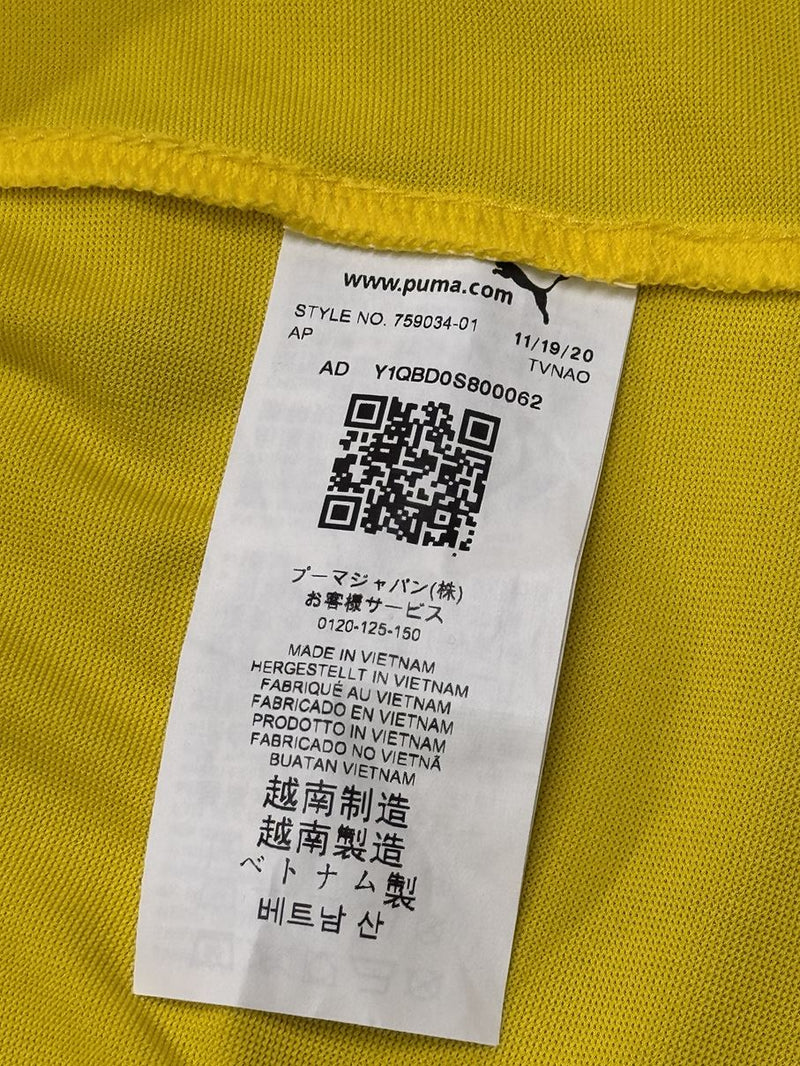 www.puma.com
STYLE NO. 759034-01 11/19/20
AP TVNAO
AD Y1QBD0S800062
プーマジャパン(株)
お客様サービス
0120-125-150
MADE IN VIETNAM
HERGESTELLT IN VIETNAM
FABRIQUÉ AU VIETNAM
FABRICADO EN VIETNAM
PRODOTTO IN VIETNAM
FABRICADO NO VIETNÃ
BUATAN VIETNAM
越南制造
越南製造
ベトナム製
베트남 산